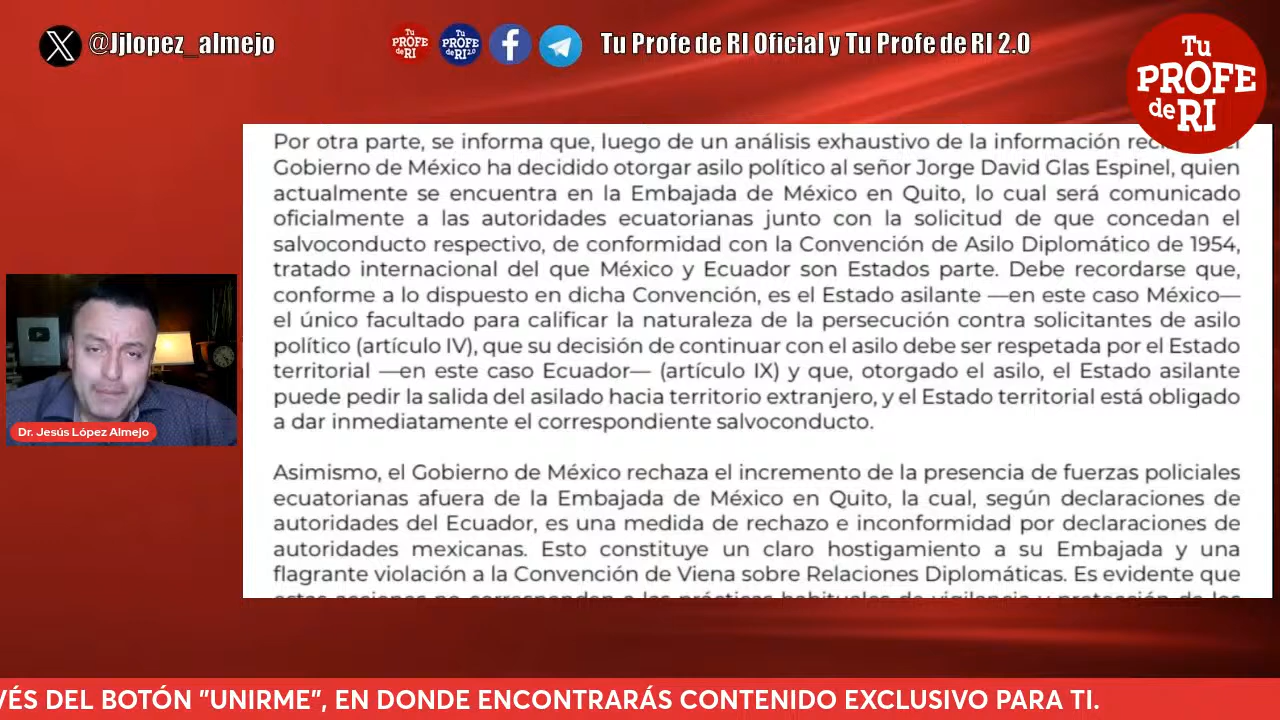 @Jjlopez_almejo
Tu
PROFE
de RI
Tu
PROFE
de RI 2.0
Tu Profe de RI Oficial y Tu Profe de RI 2.0
Tu
PROFE
de RI
Por otra parte, se informa que, luego de un análisis exhaustivo de la información
Gobierno de México ha decidido otorgar asilo político al señor Jorge David Glas Espinel, quien
actualmente se encuentra en la Embajada de México en Quito, lo cual será comunicado
oficialmente a las autoridades ecuatorianas junto con la solicitud de que concedan el
salvoconducto respectivo, de conformidad con la Convención de Asilo Diplomático de 1954,
tratado internacional del que México y Ecuador son Estados parte. Debe recordarse que,
conforme a lo dispuesto en dicha Convención, es el Estado asilante —en este caso México—
el único facultado para calificar la naturaleza de la persecución contra solicitantes de asilo
político (artículo IV), que su decisión de continuar con el asilo debe ser respetada por el Estado
territorial —en este caso Ecuador— (artículo IX) y que, otorgado el asilo, el Estado asilante
puede pedir la salida del asilado hacia territorio extranjero, y el Estado territorial está obligado
a dar inmediatamente el correspondiente salvoconducto.
Asimismo, el Gobierno de México rechaza el incremento de la presencia de fuerzas policiales
ecuatorianas afuera de la Embajada de México en Quito, la cual, según declaraciones de
autoridades del Ecuador, es una medida de rechazo e inconformidad por declaraciones de
autoridades mexicanas. Esto constituye un claro hostigamiento a su Embajada y una
flagrante violación a la Convención de Viena sobre Relaciones Diplomáticas. Es evidente que
Dr. Jesús López Almejo
VÉS DEL BOTÓN "UNIRME", EN DONDE ENCONTRARÁS CONTENIDO EXCLUSIVO PARA TI.